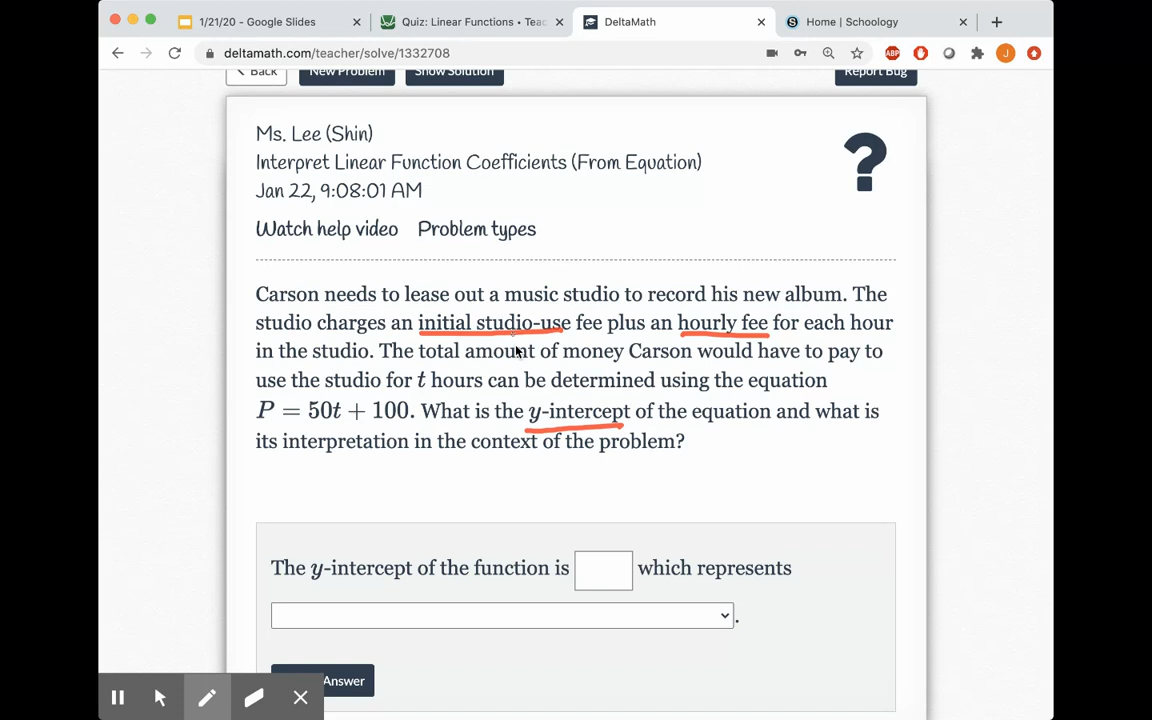 1/21/20 - Google Slides
Quiz: Linear Functions • Teac
DeltaMath
Home | Schoology
deltamath.com/teacher/solve/1332708
ABP
J
Back
New Problem
Show Solution
Report Bug
Ms. Lee (Shin)
Interpret Linear Function Coefficients (From Equation)
Jan 22, 9:08:01 AM
?
Watch help video Problem types
Carson needs to lease out a music studio to record his new album. The
studio charges an initial studio-use fee plus an hourly fee for each hour
in the studio. The total amount of money Carson would have to pay to
use the studio for t hours can be determined using the equation
P = 50t + 100. What is the y-intercept of the equation and what is
its interpretation in the context of the problem?
The y-intercept of the function is which represents
.
Answer